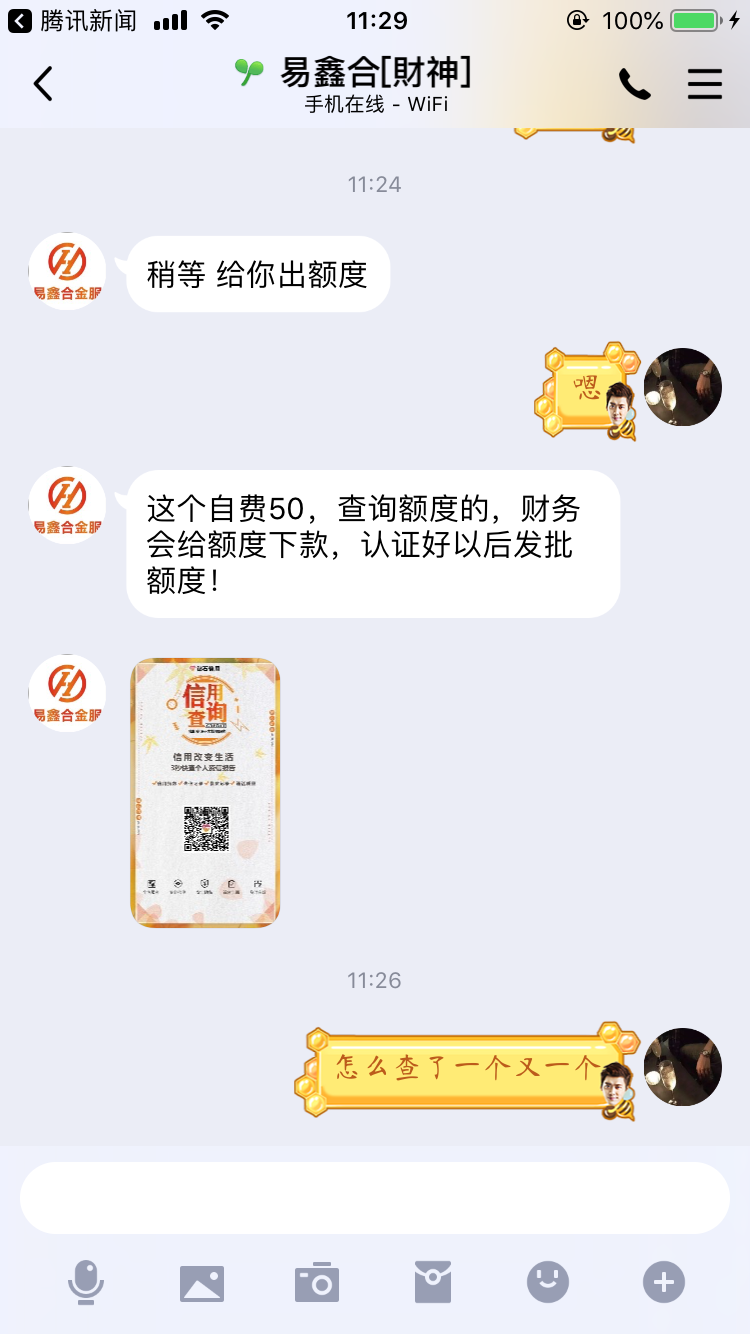 腾讯新闻
11:29
100%
易鑫合[財神]
手机在线 - WiFi
11:24
易鑫合金服
稍等 给你出额度
嗯
易鑫合金服
这个自费50，查询额度的，财务
会给额度下款，认证好以后发批
额度！
易鑫合金服
信用
查询
信用改变生活
11:26
怎么查了一个又一个